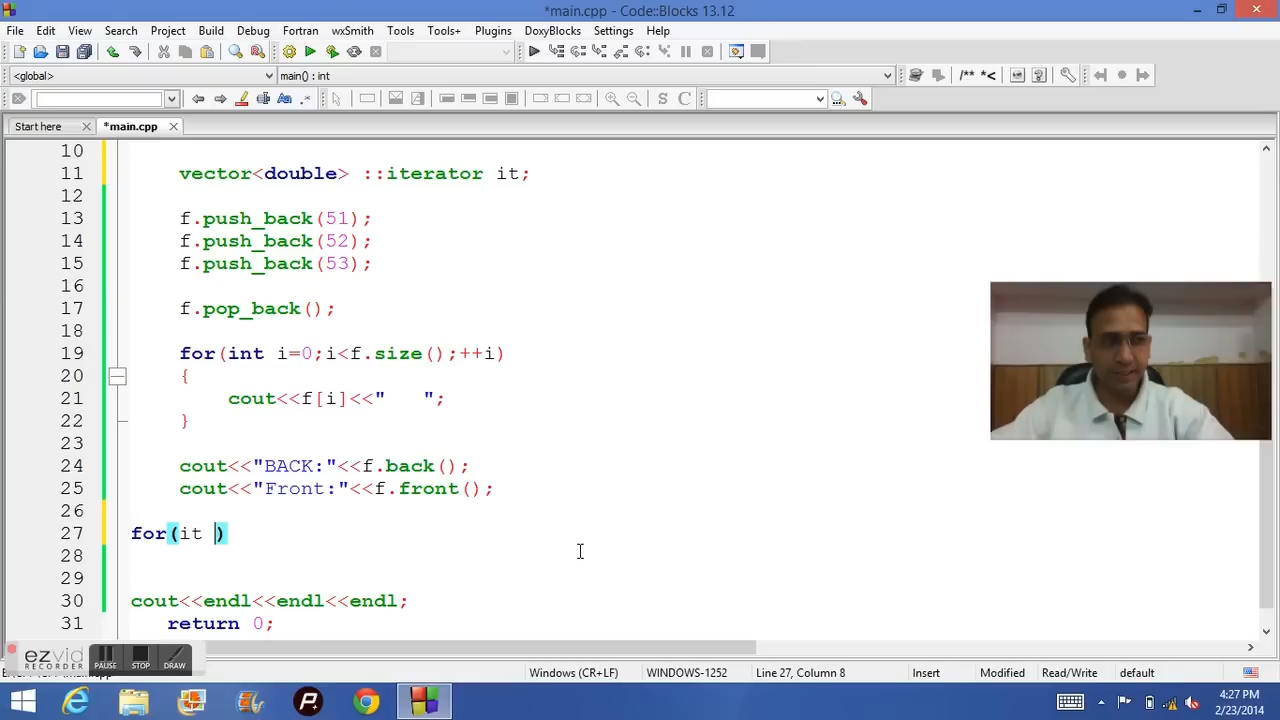 *main.cpp - Code::Blocks 13.12
File Edit View Search Project Build Debug Fortran wxSmith Tools Tools+ Plugins DoxyBlocks Settings Help
<global> main() : int
/** *<
S C
Start here *main.cpp
10
11 vector<double> ::iterator it;
12
13 f.push_back(51);
14 f.push_back(52);
15 f.push_back(53);
16
17 f.pop_back();
18
19 for(int i=0;i<f.size();++i)
20 {
21 cout<<f[i]<<"   ";
22 }
23
24 cout<<"BACK:"<<f.back();
25 cout<<"Front:"<<f.front();
26
27 for(it )
28
29
30 cout<<endl<<endl<<endl;
31 return 0;
ezvid RECORDER PAUSE STOP DRAW
Windows (CR+LF) WINDOWS-1252 Line 27, Column 8 Insert Modified Read/Write default
4:27 PM
2/23/2014